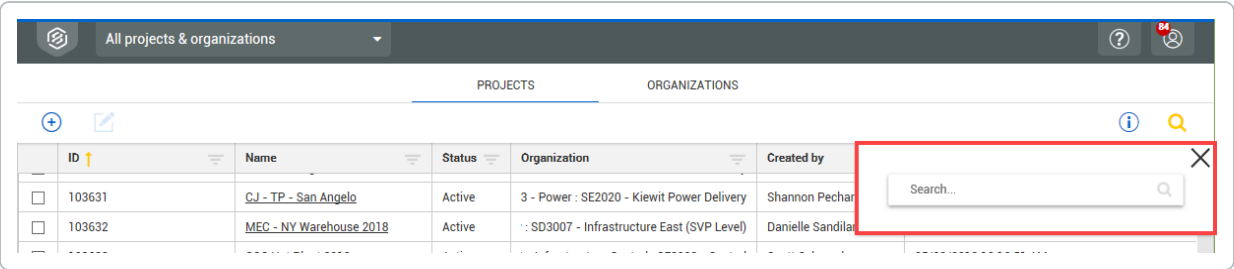 All projects & organizations
84
PROJECTS ORGANIZATIONS
ID Name Status Organization Created by
Search...
103631 CJ - TP - San Angelo Active 3 - Power : SE2020 - Kiewit Power Delivery Shannon Pechar
103632 MEC - NY Warehouse 2018 Active : SD3007 - Infrastructure East (SVP Level) Danielle Sandilar